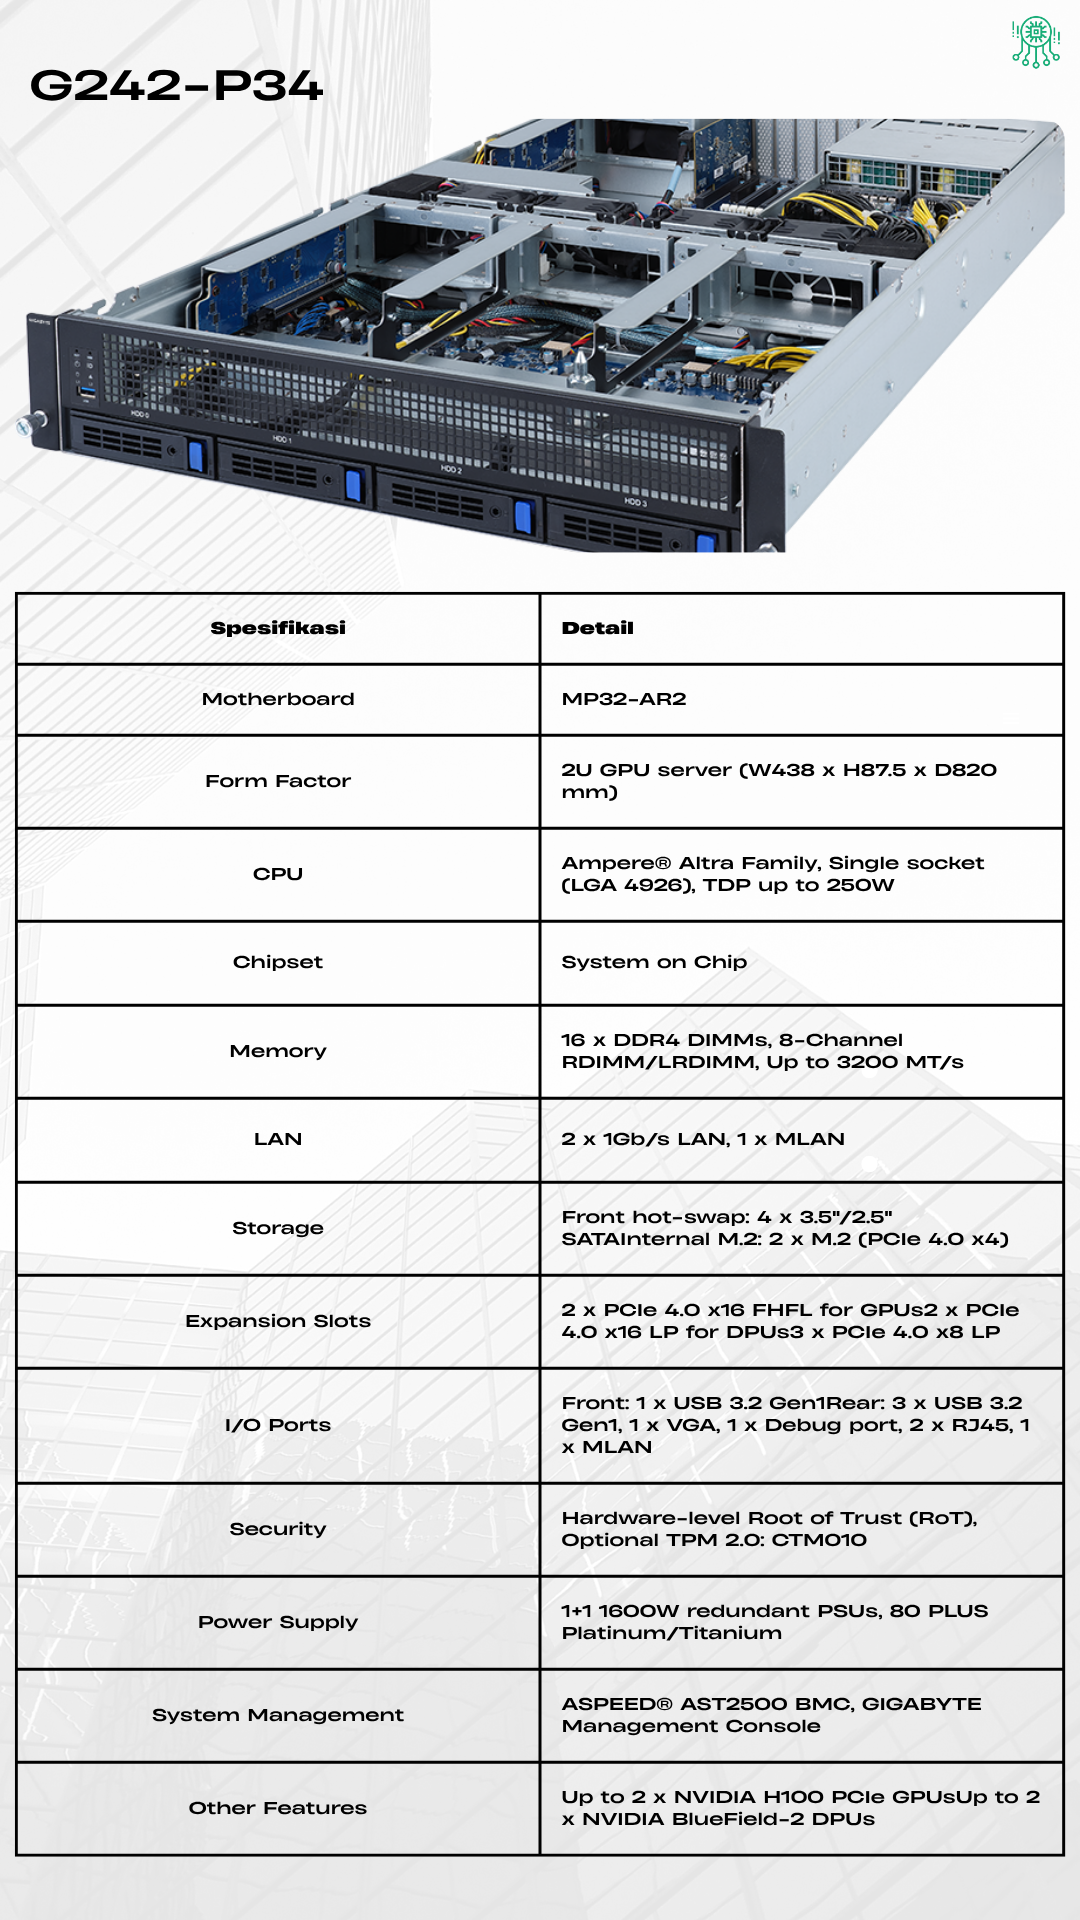 G242-P34
GIGABYTE
HDD 0
HDD 1
HDD 2
HDD 3
Spesifikasi
Detail
Motherboard
MP32-AR2
Form Factor
2U GPU server (W438 x H87.5 x D820
mm)
CPU
Ampere® Altra Family, Single socket
(LGA 4926), TDP up to 250W
Chipset
System on Chip
Memory
16 x DDR4 DIMMs, 8-Channel
RDIMM/LRDIMM, Up to 3200 MT/s
LAN
2 x 1Gb/s LAN, 1 x MLAN
Storage
Front hot-swap: 4 x 3.5"/2.5"
SATAInternal M.2: 2 x M.2 (PCIe 4.0 x4)
Expansion Slots
2 x PCIe 4.0 x16 FHFL for GPUs2 x PCIe
4.0 x16 LP for DPUs3 x PCIe 4.0 x8 LP
I/O Ports
Front: 1 x USB 3.2 Gen1Rear: 3 x USB 3.2
Gen1, 1 x VGA, 1 x Debug port, 2 x RJ45, 1
x MLAN
Security
Hardware-level Root of Trust (RoT),
Optional TPM 2.0: CTM010
Power Supply
1+1 1600W redundant PSUs, 80 PLUS
Platinum/Titanium
System Management
ASPEED® AST2500 BMC, GIGABYTE
Management Console
Other Features
Up to 2 x NVIDIA H100 PCIe GPUsUp to 2
x NVIDIA BlueField-2 DPUs